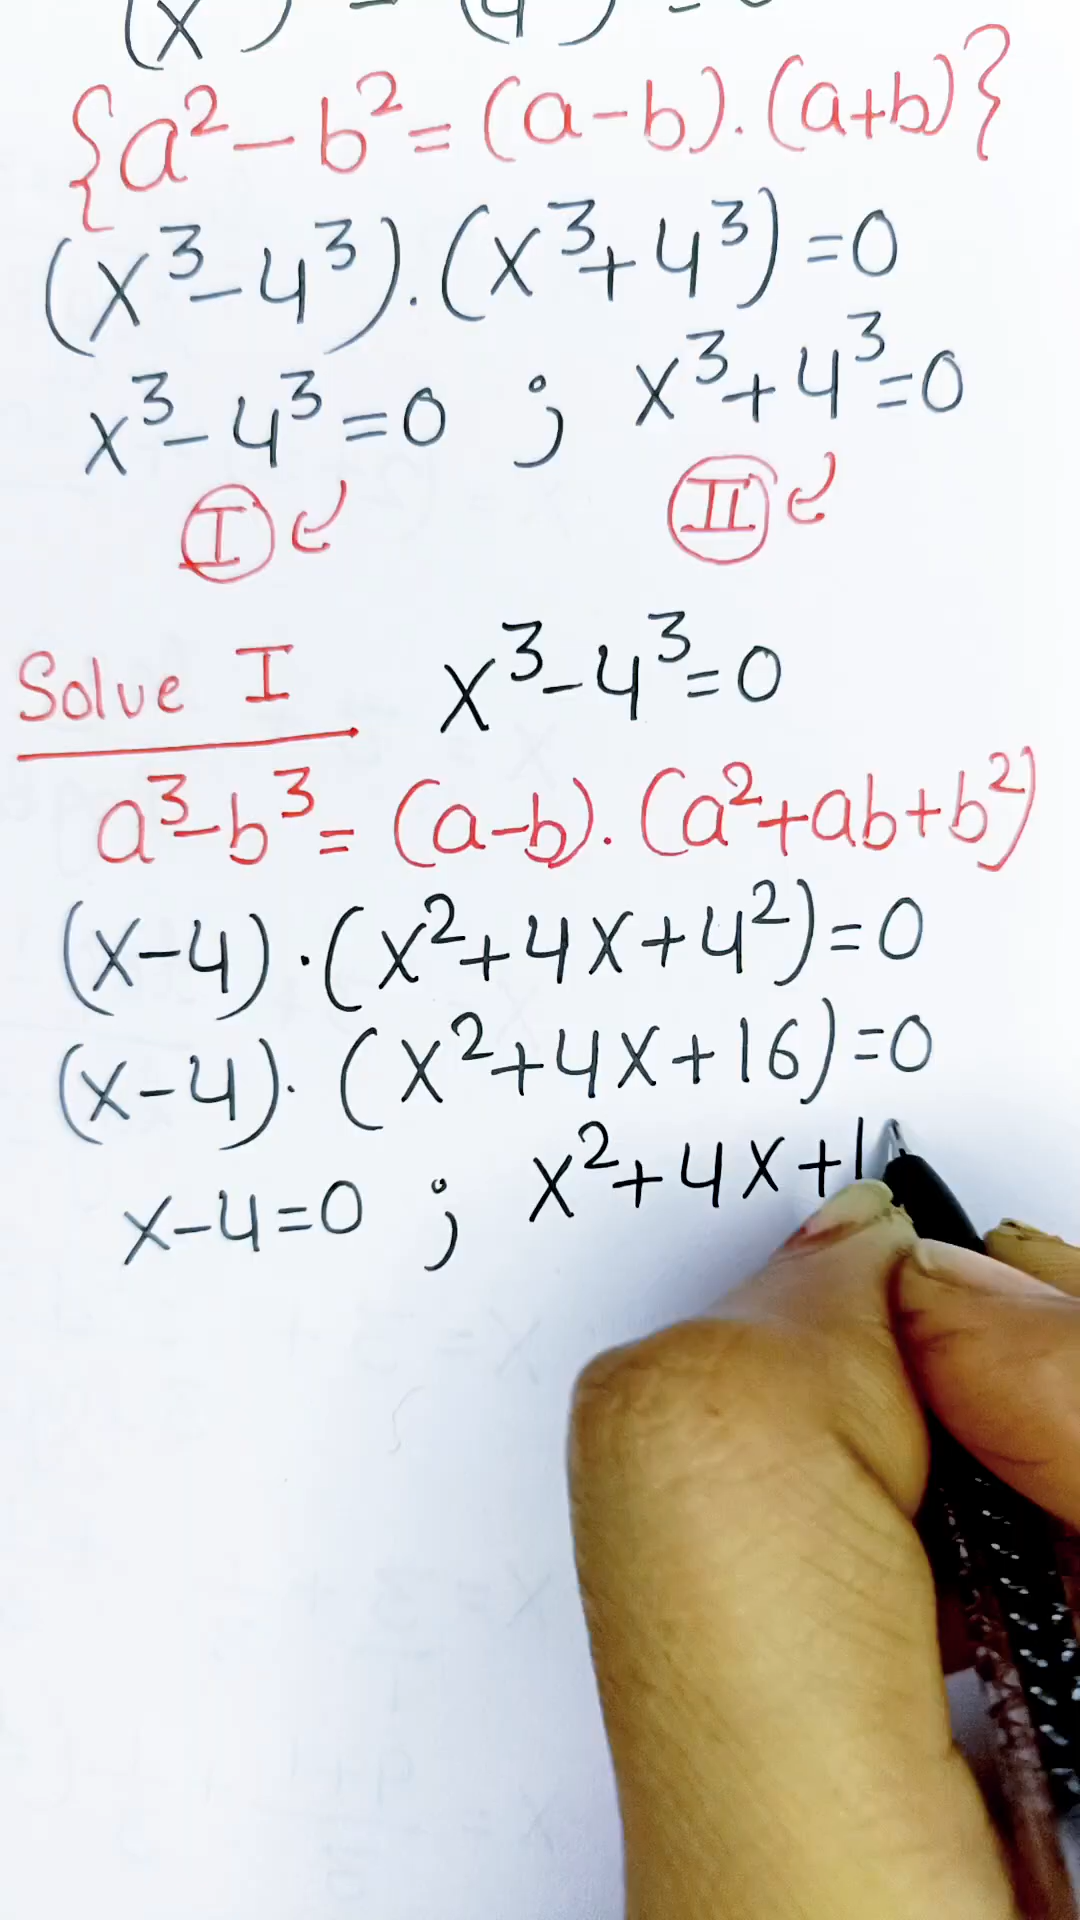 {a²-b²=(a-b).(a+b)}
(x³-4³).(x³+4³)=0
x³-4³=0 ; x³+4³=0
I II
Solve I x³-4³=0
a³-b³=(a-b).(a²+ab+b²)
(x-4)·(x²+4x+4²)=0
(x-4)·(x²+4x+16)=0
x-4=0 ; x²+4x+1